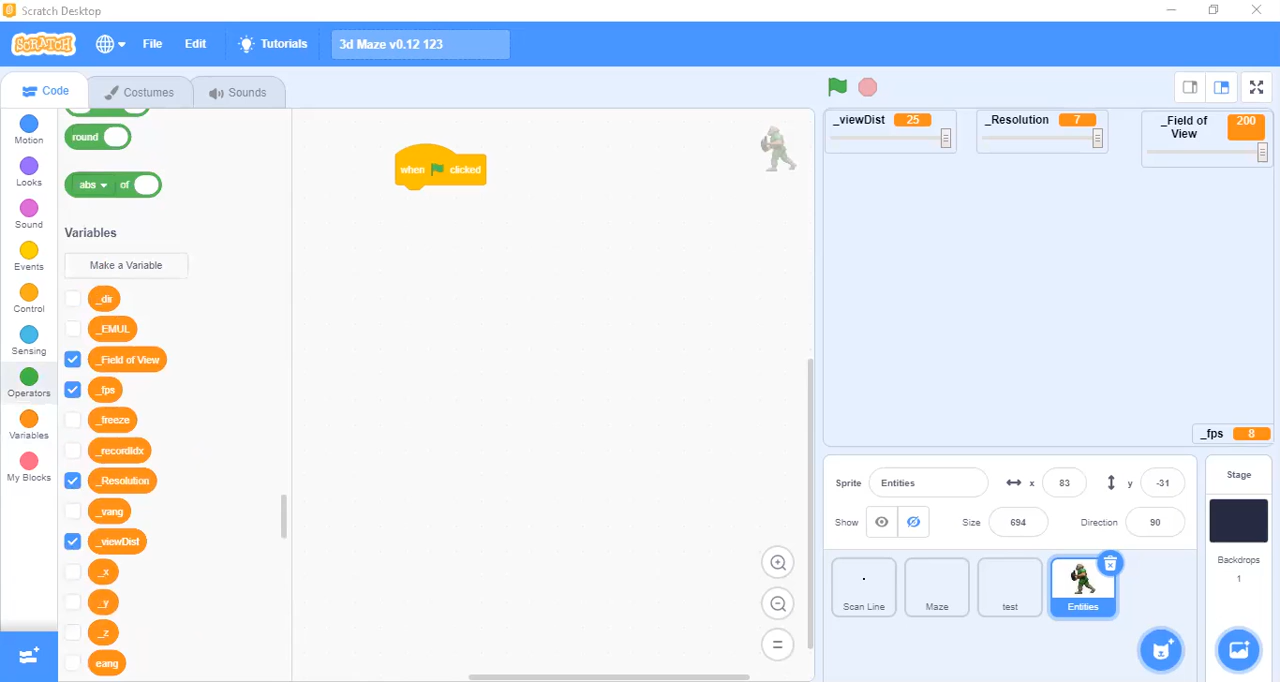 Scratch Desktop
SCRATCH File Edit Tutorials 3d Maze v0.12 123
Code Costumes Sounds
Motion
Looks
Sound
Events
Control
Sensing
Operators
Variables
My Blocks
round
abs of
Variables
Make a Variable
_dir
_EMUL
_Field of View
_fps
_freeze
_recordIdx
_Resolution
_vang
_viewDist
_x
_y
_z
eang
when clicked
_viewDist 25
_Resolution 7
_Field of View 200
_fps 8
Sprite Entities x 83 y -31
Show Size 694 Direction 90
Scan Line Maze test Entities
Stage
Backdrops
1